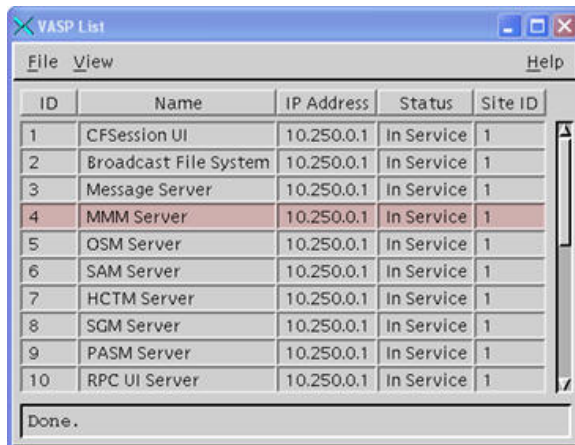 VASP List
File View Help
ID Name IP Address Status Site ID
1 CFSession UI 10.250.0.1 In Service 1
2 Broadcast File System 10.250.0.1 In Service 1
3 Message Server 10.250.0.1 In Service 1
4 MMM Server 10.250.0.1 In Service 1
5 OSM Server 10.250.0.1 In Service 1
6 SAM Server 10.250.0.1 In Service 1
7 HCTM Server 10.250.0.1 In Service 1
8 SGM Server 10.250.0.1 In Service 1
9 PASM Server 10.250.0.1 In Service 1
10 RPC UI Server 10.250.0.1 In Service 1
Done.